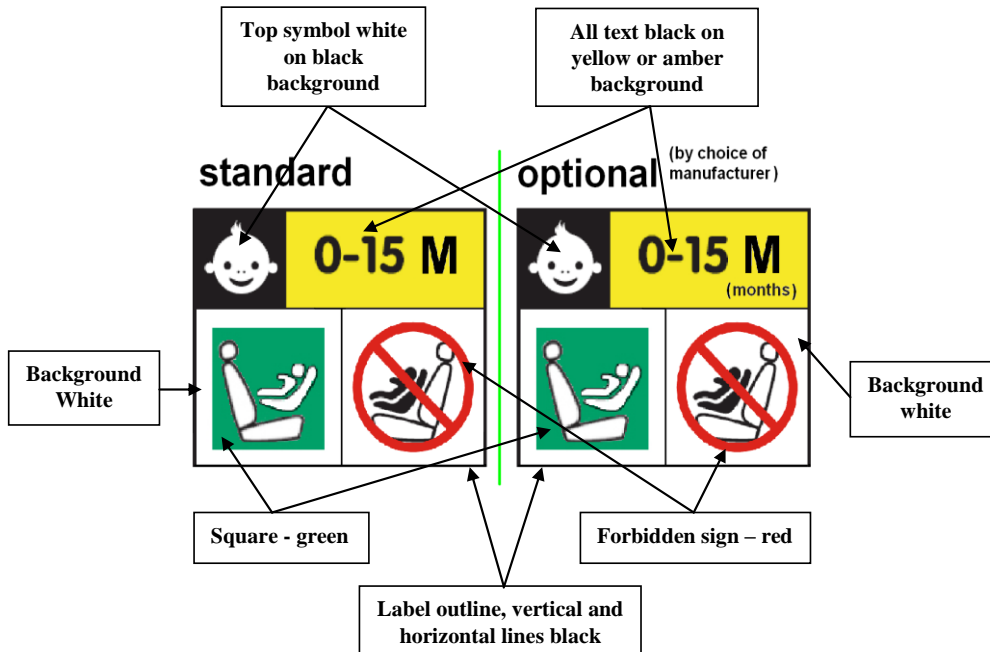 Top symbol white
on black
background
All text black on
yellow or amber
background
standard
optional
(by choice of
manufacturer)
0-15 M
0-15 M
(months)
Background
White
Background
white
Square - green
Forbidden sign – red
Label outline, vertical and
horizontal lines black